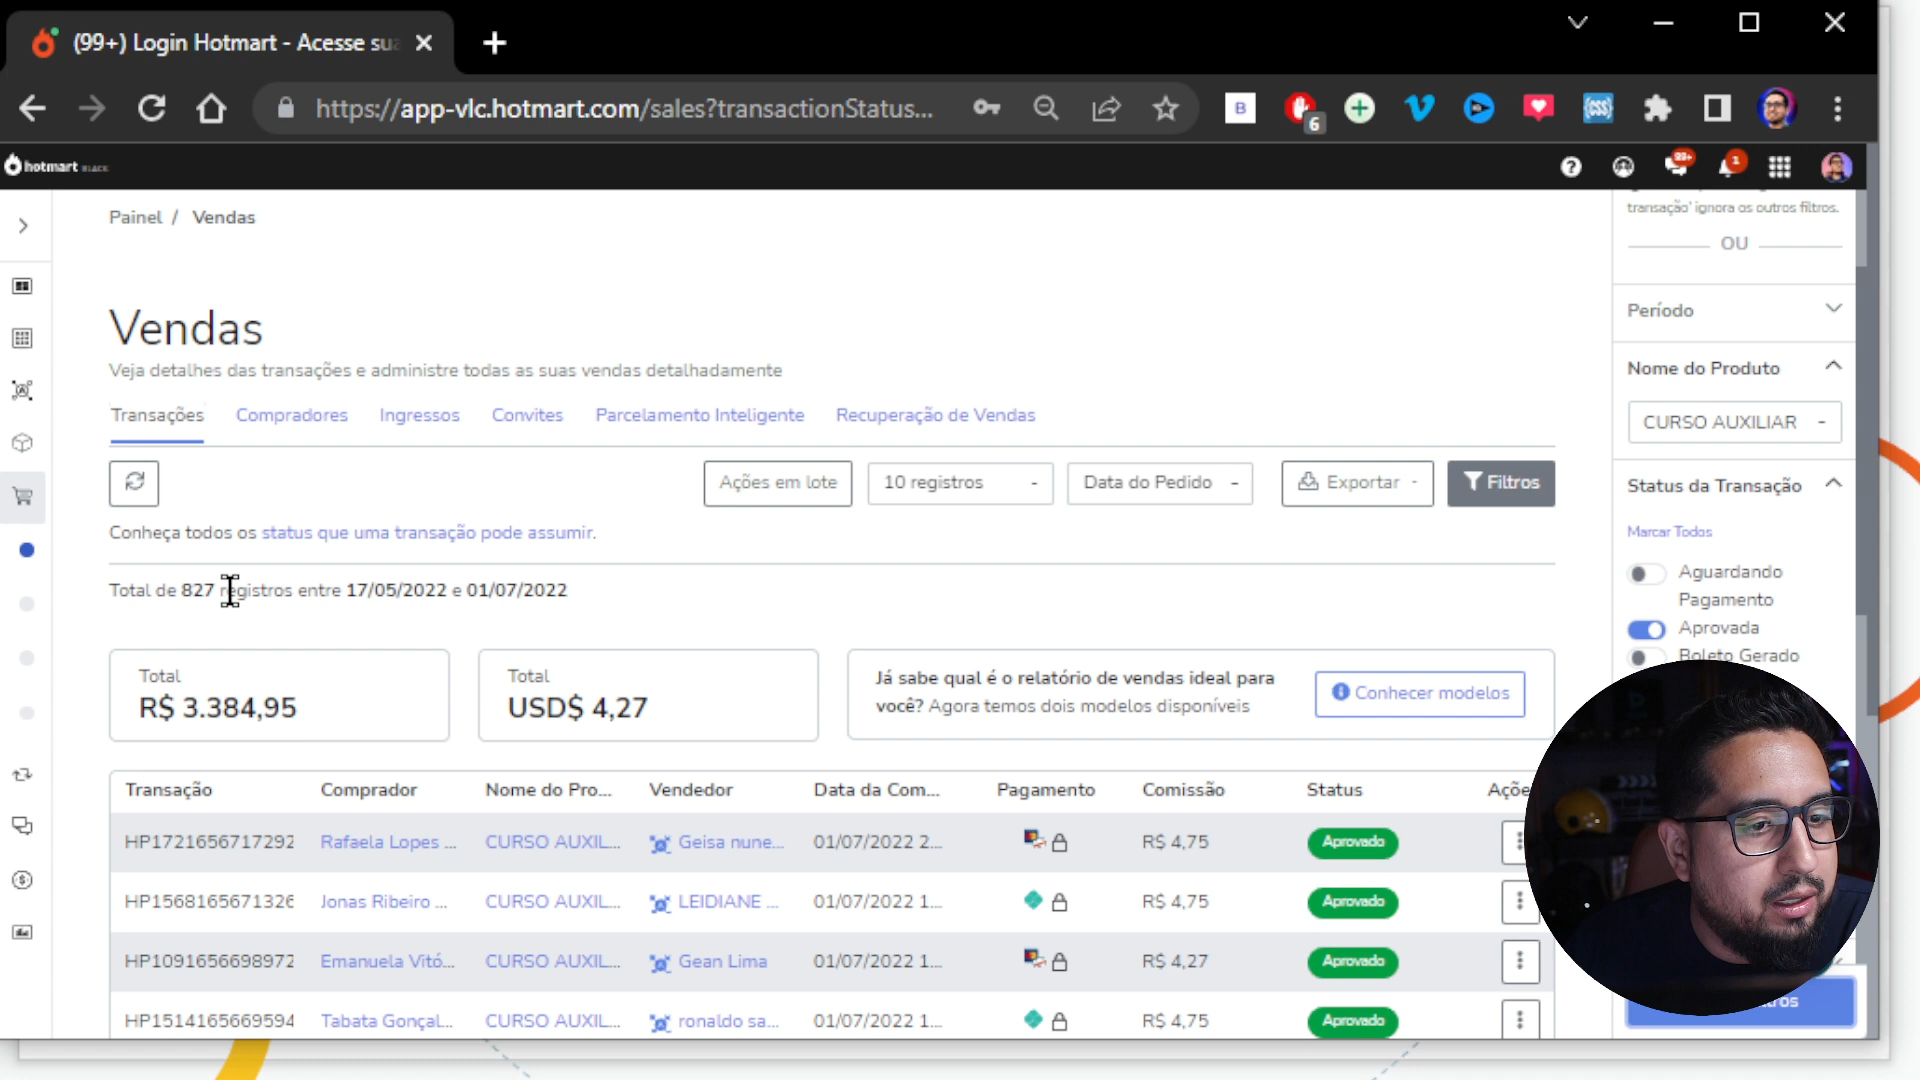 (99+) Login Hotmart - Acesse sua
https://app-vlc.hotmart.com/sales?transactionStatus...
B
6
{css}
hotmart BLACK
99+
1
Painel / Vendas
transação' ignora os outros filtros.
OU
Vendas
Veja detalhes das transações e administre todas as suas vendas detalhadamente
Transações Compradores Ingressos Convites Parcelamento Inteligente Recuperação de Vendas
Ações em lote 10 registros Data do Pedido Exportar Filtros
Conheça todos os status que uma transação pode assumir.
Total de 827 registros entre 17/05/2022 e 01/07/2022
Total
R$ 3.384,95
Total
USD$ 4,27
Já sabe qual é o relatório de vendas ideal para
você? Agora temos dois modelos disponíveis
Conhecer modelos
Transação Comprador Nome do Pro... Vendedor Data da Com... Pagamento Comissão Status Açõe
HP1721656717292 Rafaela Lopes ... CURSO AUXIL... Geisa nune... 01/07/2022 2... R$ 4,75 Aprovado
HP1568165671326 Jonas Ribeiro ... CURSO AUXIL... LEIDIANE ... 01/07/2022 1... R$ 4,75 Aprovado
HP1091656698972 Emanuela Vitó... CURSO AUXIL... Gean Lima 01/07/2022 1... R$ 4,27 Aprovado
HP1514165669594 Tabata Gonçal... CURSO AUXIL... ronaldo sa... 01/07/2022 1... R$ 4,75 Aprovado
Período
Nome do Produto
CURSO AUXILIAR
Status da Transação
Marcar Todos
Aguardando
Pagamento
Aprovada
Boleto Gerado